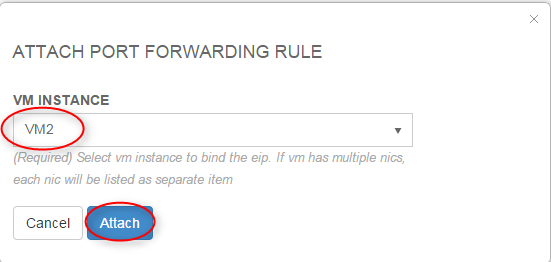 ×
ATTACH PORT FORWARDING RULE
VM INSTANCE
VM2
(Required) Select vm instance to bind the eip. If vm has multiple nics,
each nic will be listed as separate item
Cancel Attach